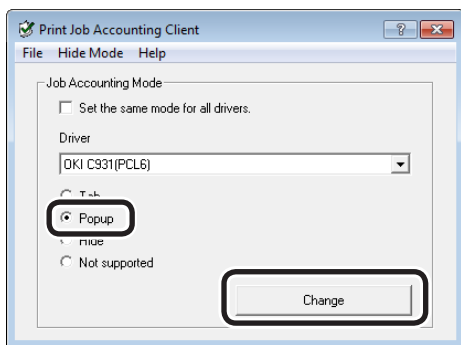 Print Job Accounting Client
File Hide Mode Help
Job Accounting Mode
Set the same mode for all drivers.
Driver
OKI C931(PCL6)
Tab
Popup
Hide
Not supported
Change